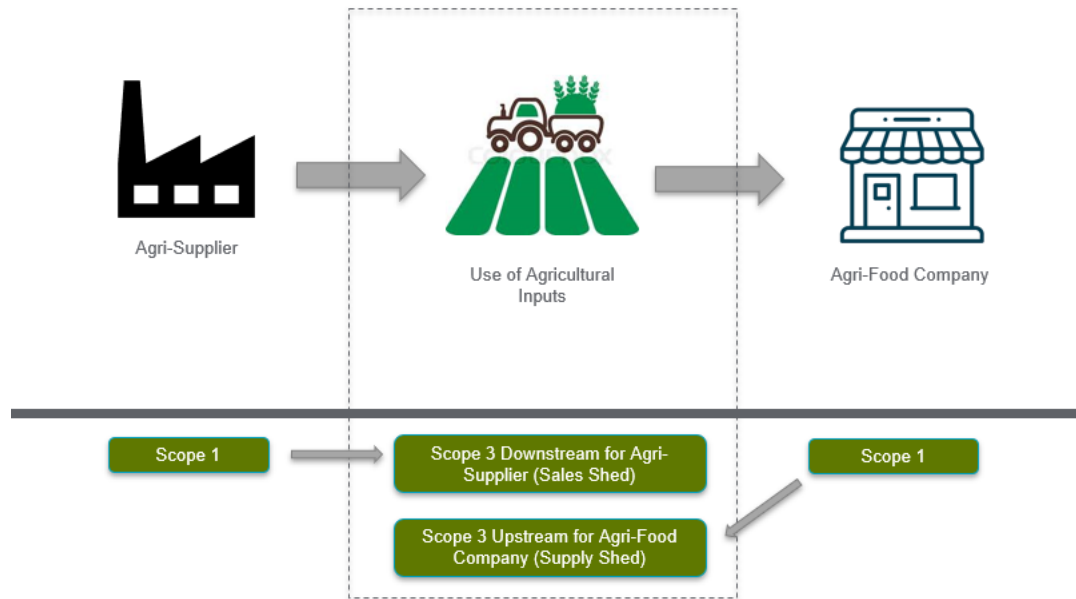 Agri-Supplier
Use of Agricultural
Inputs
Agri-Food Company
Scope 1
Scope 3 Downstream for Agri-
Supplier (Sales Shed)
Scope 1
Scope 3 Upstream for Agri-Food
Company (Supply Shed)